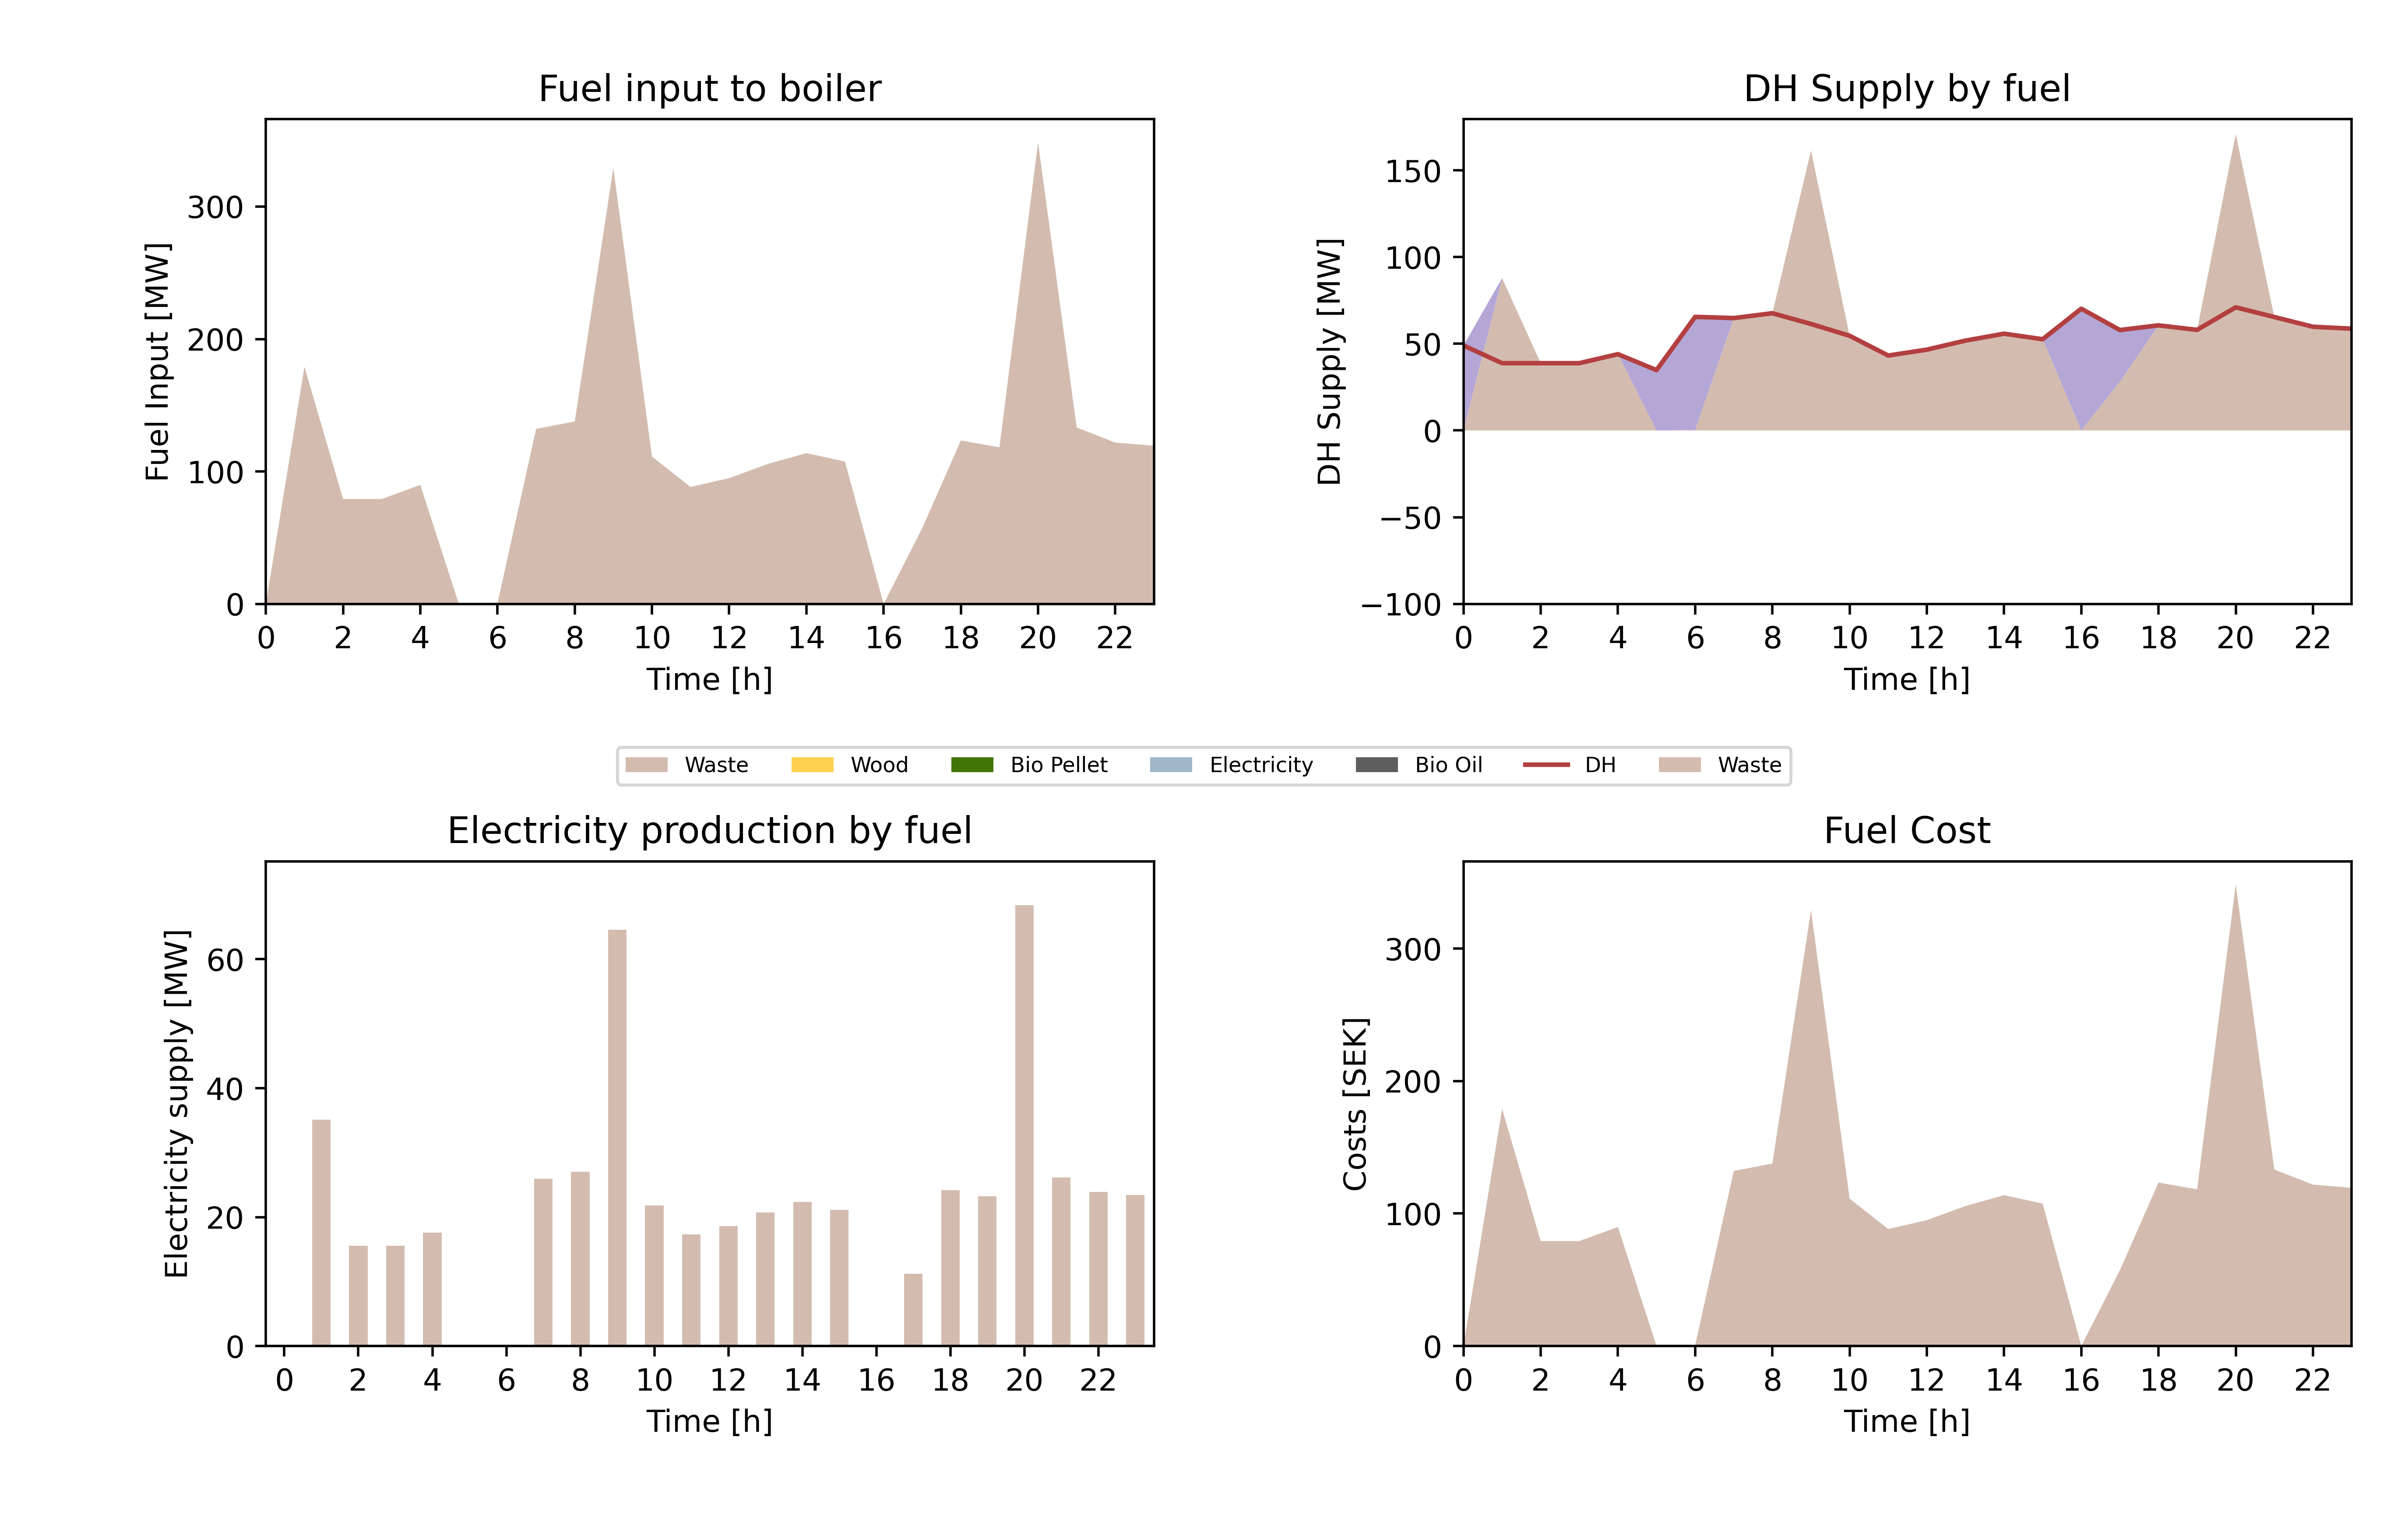 Fuel input to boiler
Fuel Input [MW]
300
200
100
0
0 2 4 6 8 10 12 14 16 18 20 22
Time [h]
DH Supply by fuel
DH Supply [MW]
150
100
50
0
−50
−100
0 2 4 6 8 10 12 14 16 18 20 22
Time [h]
Waste Wood Bio Pellet Electricity Bio Oil DH Waste
Electricity production by fuel
Electricity supply [MW]
60
40
20
0
0 2 4 6 8 10 12 14 16 18 20 22
Time [h]
Fuel Cost
Costs [SEK]
300
200
100
0
0 2 4 6 8 10 12 14 16 18 20 22
Time [h]